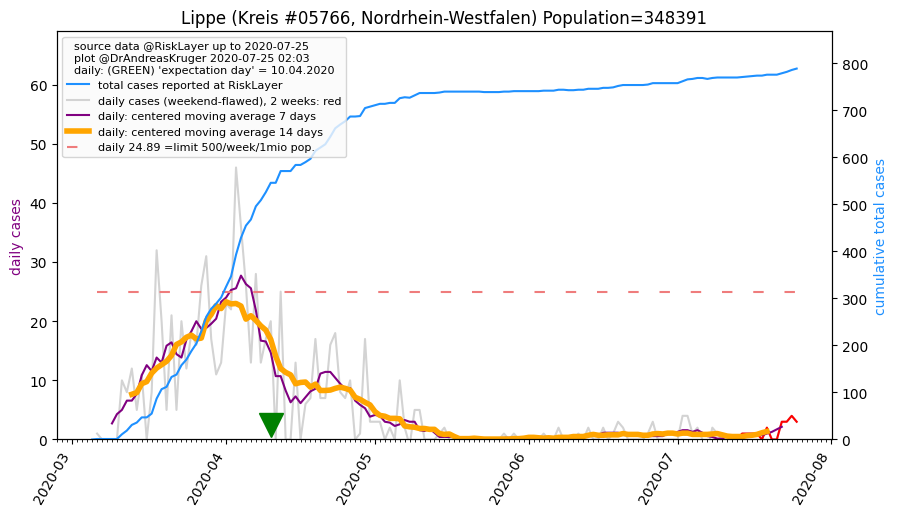 Lippe (Kreis #05766, Nordrhein-Westfalen) Population=348391
source data @RiskLayer up to 2020-07-25
plot @DrAndreasKruger 2020-07-25 02:03
daily: (GREEN) 'expectation day' = 10.04.2020
total cases reported at RiskLayer
daily cases (weekend-flawed), 2 weeks: red
daily: centered moving average 7 days
daily: centered moving average 14 days
daily 24.89 =limit 500/week/1mio pop.
daily cases
60
50
40
30
20
10
0
800
700
600
500
400
300
200
100
0
cumulative total cases
2020-03
2020-04
2020-05
2020-06
2020-07
2020-08